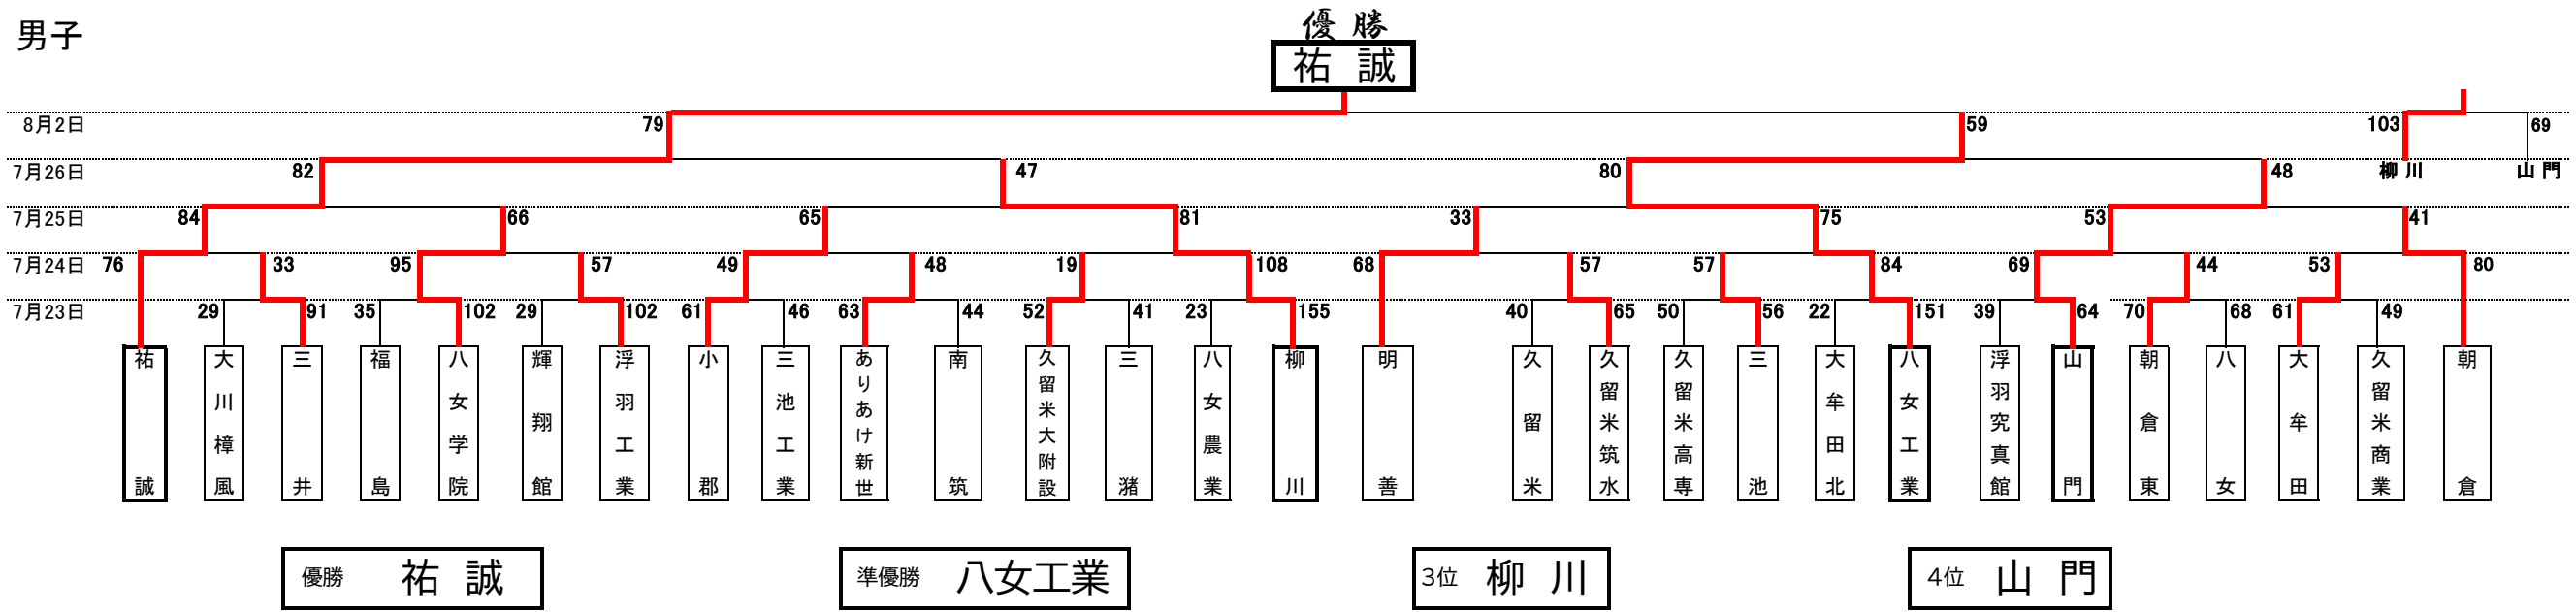 男子
優勝
祐誠
8月2日 79 59 103 69
7月26日 82 47 80 48 柳川 山門
7月25日 84 66 65 81 33 75 53 41
7月24日 76 33 95 57 49 48 19 108 68 57 57 84 69 44 53 80
7月23日 29 91 35 102 29 102 61 46 63 44 52 41 23 155 40 65 50 56 22 151 39 64 70 68 61 49
祐誠
大川樟風
三井
福島
八女学院
輝翔館
浮羽工業
小郡
三池工業
ありあけ新世
南筑
久留米大附設
三潴
八女農業
柳川
明善
久留米
久留米筑水
久留米高専
三池
大牟田北
八女工業
浮羽究真館
山門
朝倉東
八女
大牟田
久留米商業
朝倉
優勝 祐誠
準優勝 八女工業
3位 柳川
4位 山門